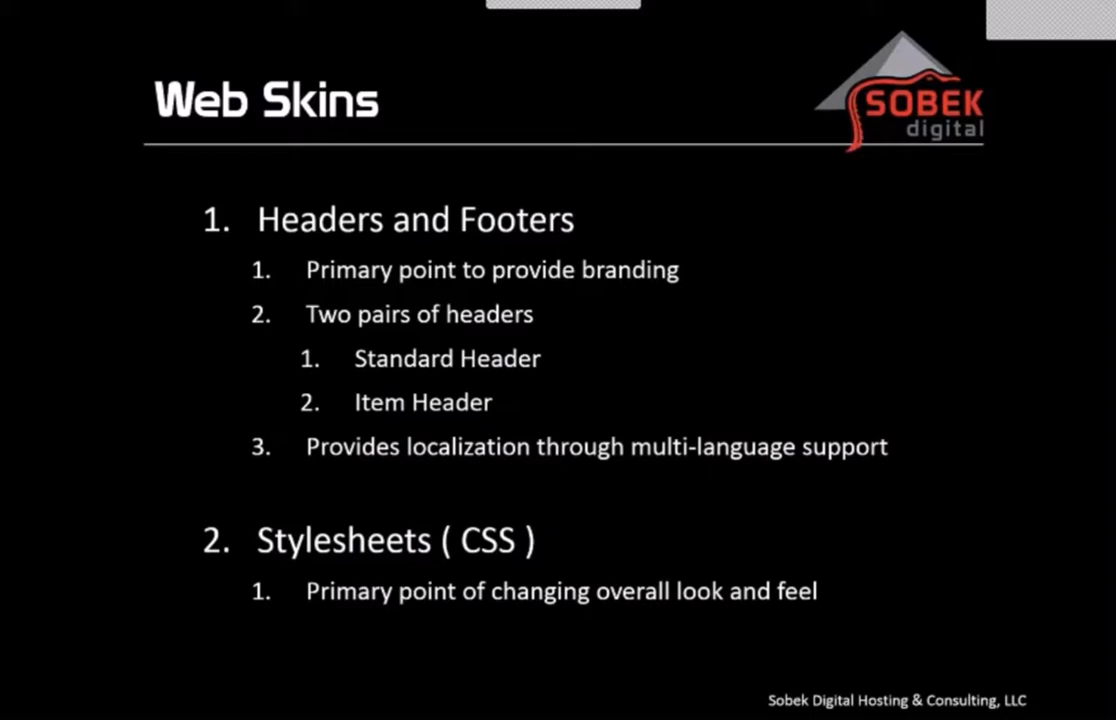 Web Skins
SOBEK
digital
1. Headers and Footers
1. Primary point to provide branding
2. Two pairs of headers
1. Standard Header
2. Item Header
3. Provides localization through multi-language support
2. Stylesheets ( CSS )
1. Primary point of changing overall look and feel
Sobek Digital Hosting & Consulting, LLC